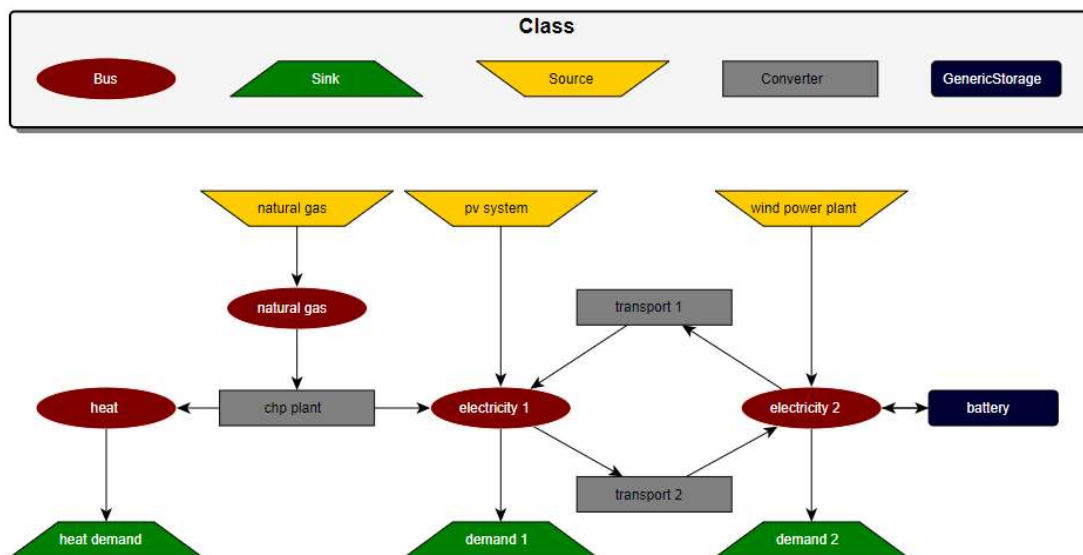 Class
Bus
Sink
Source
Converter
GenericStorage
natural gas
pv system
wind power plant
natural gas
transport 1
heat
chp plant
electricity 1
electricity 2
battery
transport 2
heat demand
demand 1
demand 2